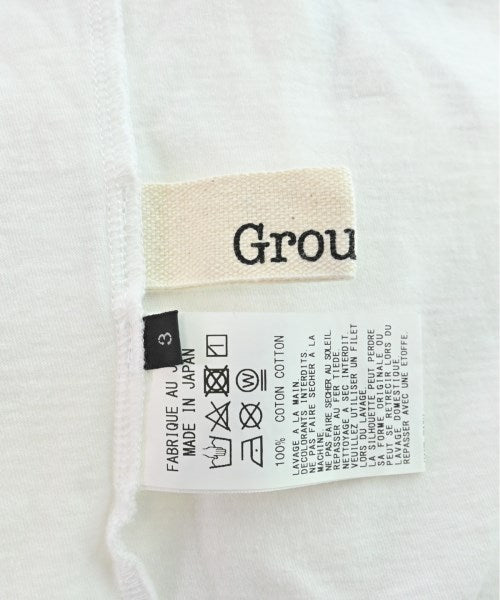 Grou
3
FABRIQUE AU J
MADE IN JAPAN
100% COTON COTTON
LAVAGE A LA MAIN.
DECOLORANTS INTERDITS.
NE PAS FAIRE SECHER A LA
MACHINE.
NE PAS FAIRE SECHER AU SOLEIL.
REPASSER AU FER TIEDE
NETTOYAGE A SEC INTERDIT.
VEUILLEZ UTILISER UN FILET
LORS DU LAVAGE.
LA SILHOUETTE PEUT PERDRE
SA FORME ORIGINALE OU
PEUT SE RETRECIR LORS DU
LAVAGE DOMESTIQUE.
REPASSER AVEC UNE ETOFFE.